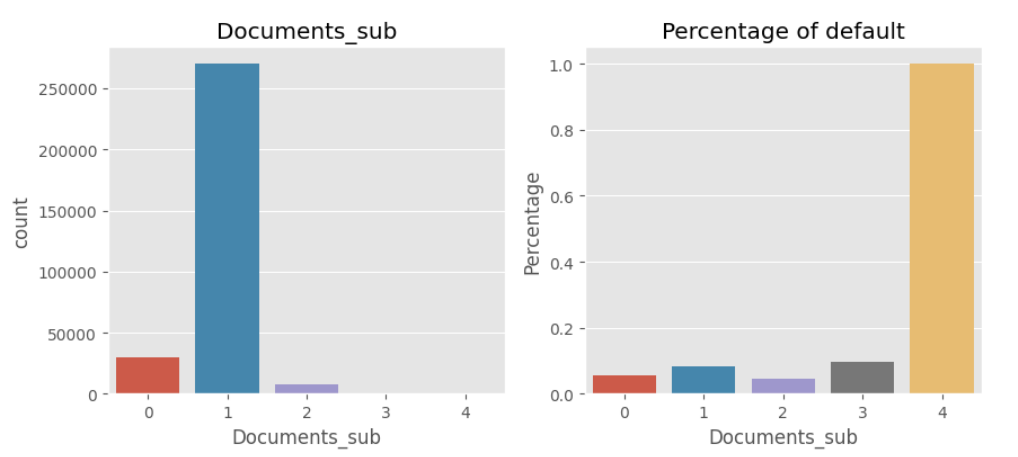 Documents_sub
count
250000
200000
150000
100000
50000
0
0 1 2 3 4
Documents_sub
Percentage of default
Percentage
1.0
0.8
0.6
0.4
0.2
0.0
0 1 2 3 4
Documents_sub